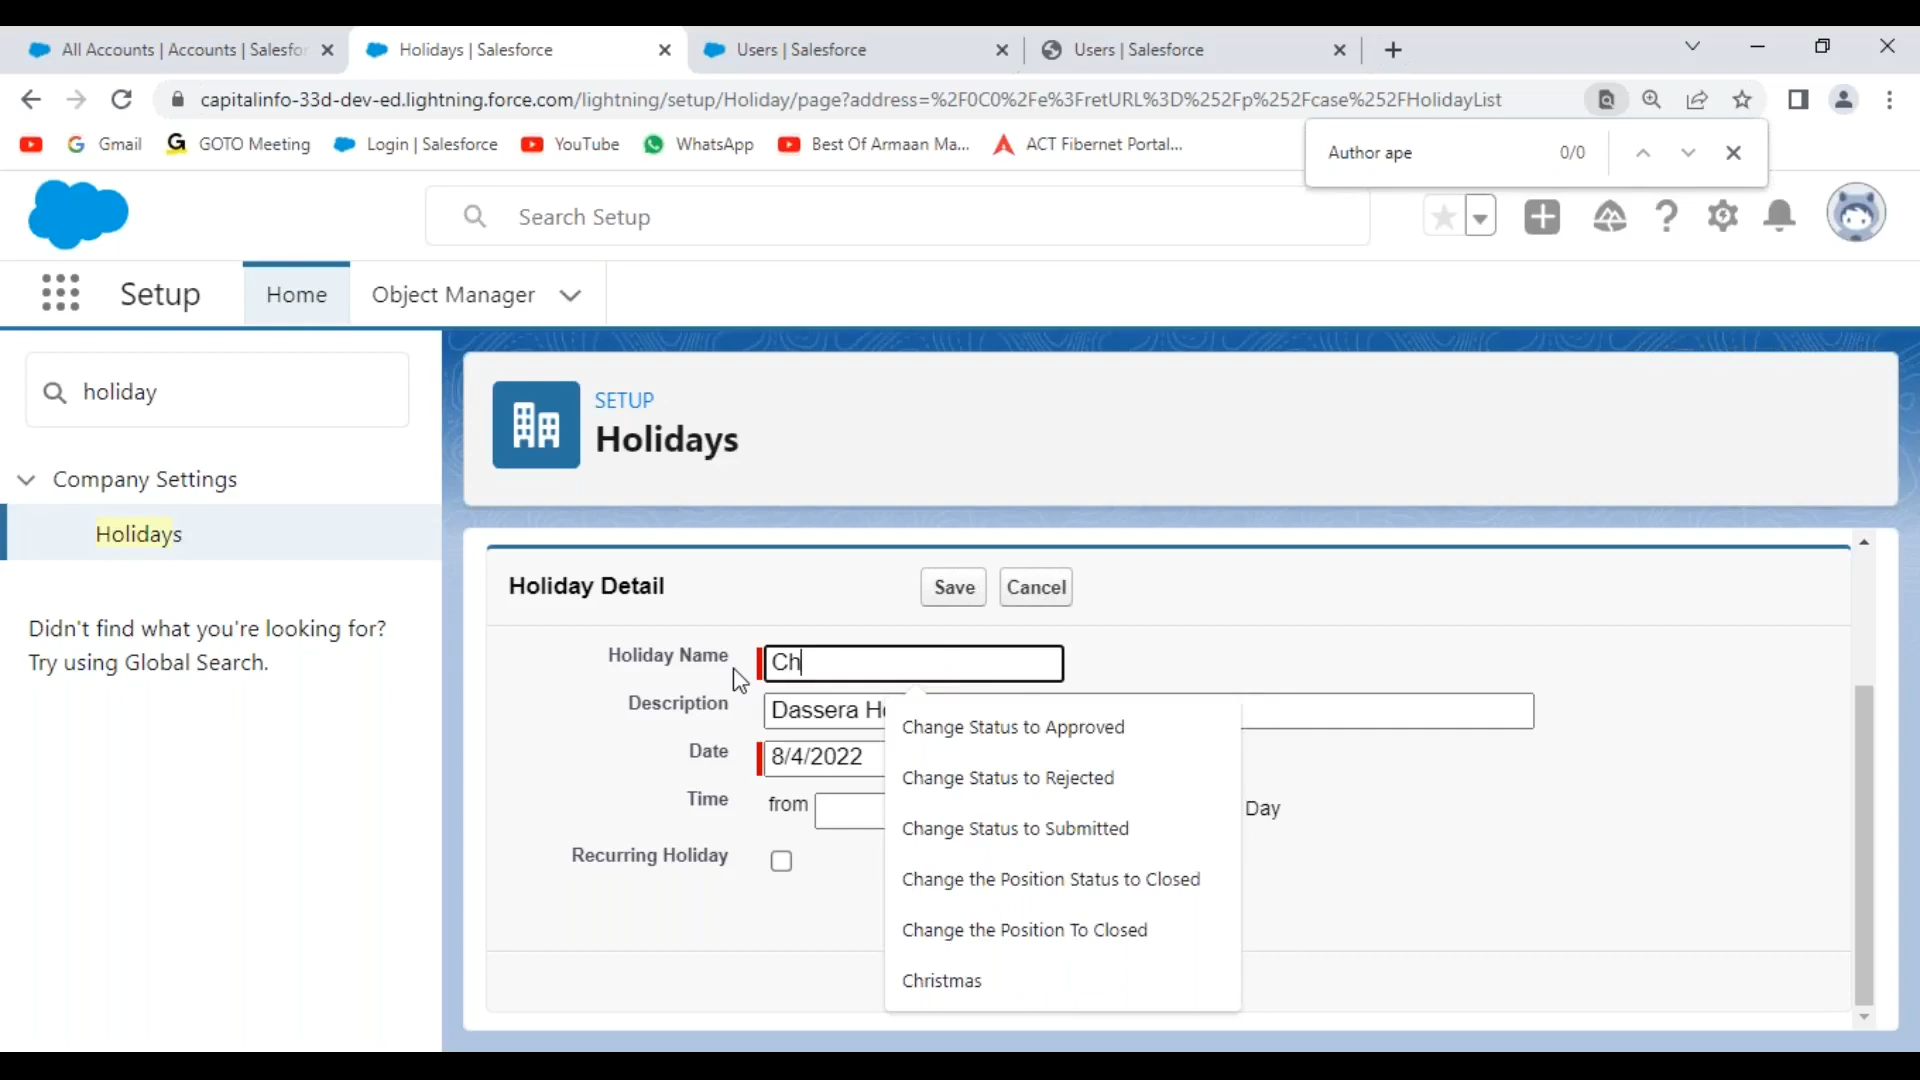 All Accounts | Accounts | Salesfor
Holidays | Salesforce
Users | Salesforce
Users | Salesforce
capitalinfo-33d-dev-ed.lightning.force.com/lightning/setup/Holiday/page?address=%2F0C0%2Fe%3FretURL%3D%252Fp%252Fcase%252FHolidayList
Gmail
GOTO Meeting
Login | Salesforce
YouTube
WhatsApp
Best Of Armaan Ma...
ACT Fibernet Portal...
Author ape 0/0
Search Setup
Setup
Home
Object Manager
holiday
Company Settings
Holidays
Didn't find what you're looking for?
Try using Global Search.
SETUP
Holidays
Holiday Detail
Save
Cancel
Holiday Name Ch
Description Dassera Ho
Date 8/4/2022
Time from Day
Recurring Holiday
Change Status to Approved
Change Status to Rejected
Change Status to Submitted
Change the Position Status to Closed
Change the Position To Closed
Christmas